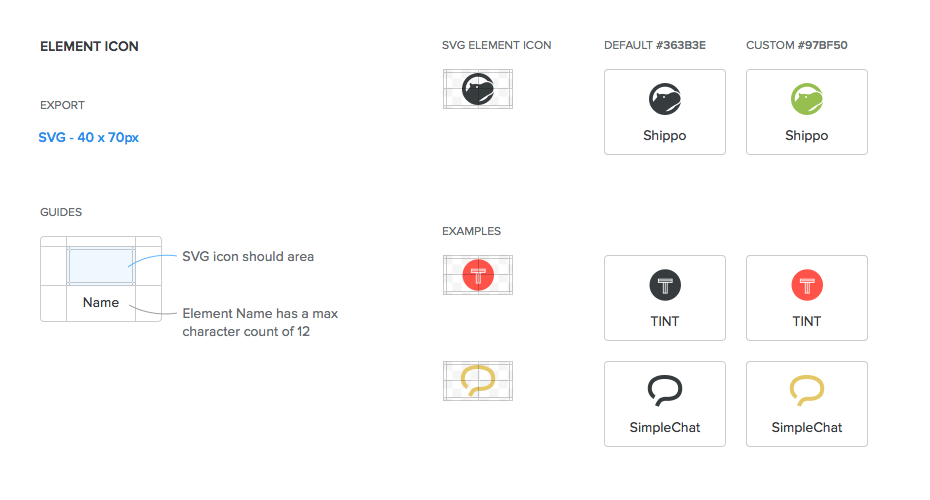 ELEMENT ICON
EXPORT
SVG - 40 x 70px
GUIDES
SVG icon should area
Name
Element Name has a max
character count of 12
SVG ELEMENT ICON
DEFAULT #363B3E
CUSTOM #97BF50
Shippo
Shippo
EXAMPLES
T
T
T
TINT
TINT
SimpleChat
SimpleChat